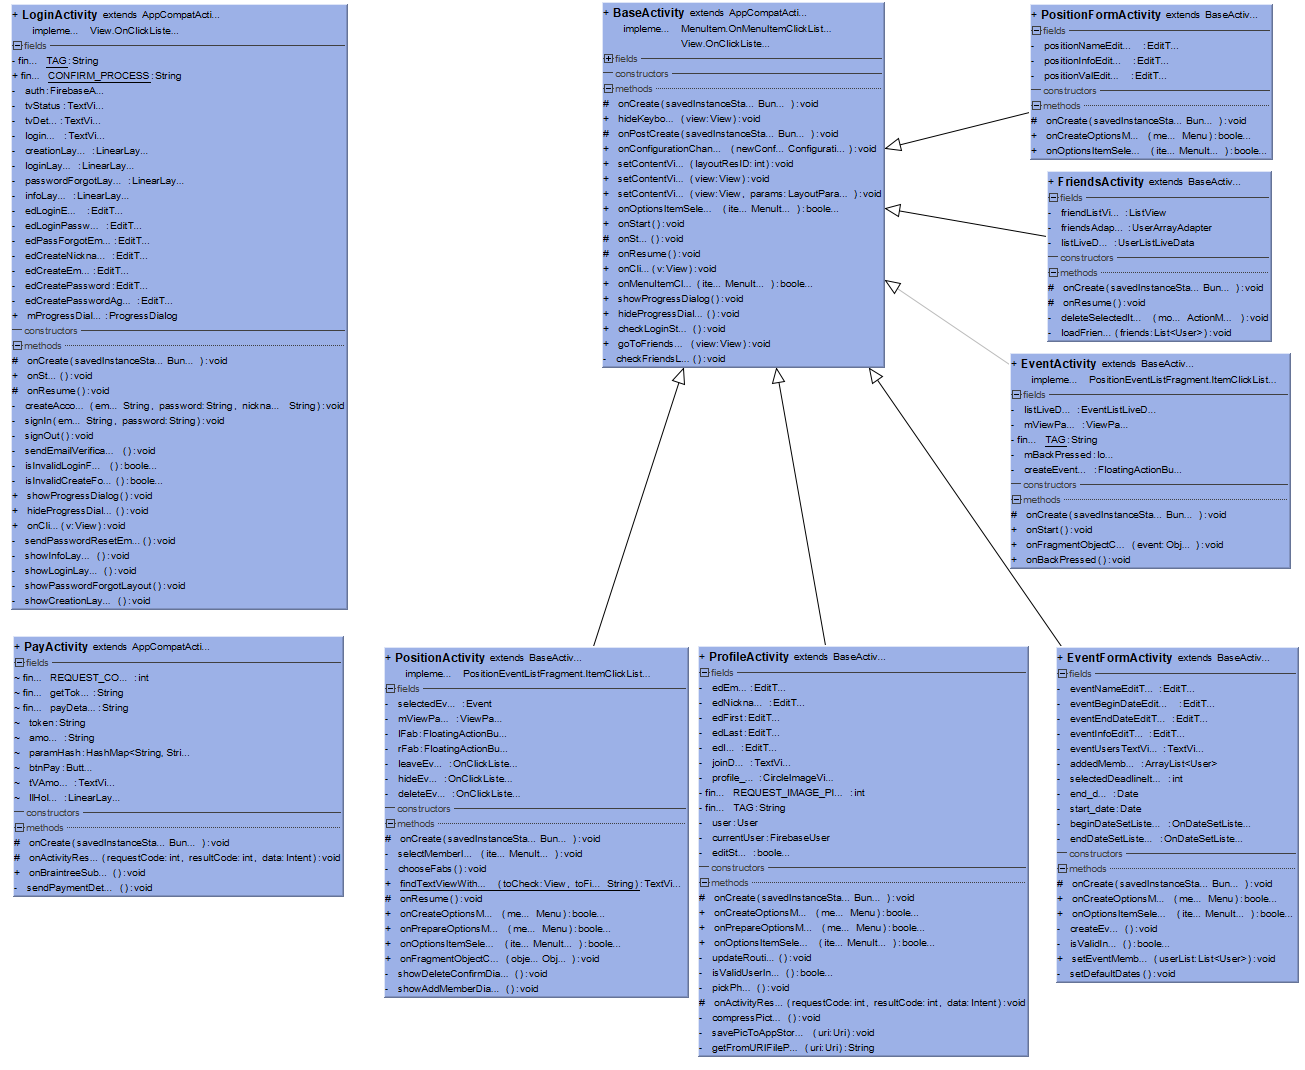 + LoginActivity extends AppCompatActi...
impleme... View.OnClickListe...
fields
- fin... TAG:String
+ fin... CONFIRM_PROCESS:String
- auth:FirebaseA...
- tvStatus:TextVi...
- tvDet... :TextVi...
- login... :TextVi...
- creationLay... :LinearLay...
- loginLay... :LinearLay...
- passwordForgotLay... :LinearLay...
- infoLay... :LinearLay...
- edLoginE... :EditT...
- edLoginPassw... :EditT...
- edPassForgotEm... :EditT...
- edCreateNickna... :EditT...
- edCreateEm... :EditT...
- edCreatePassword:EditT...
- edCreatePasswordAg... :EditT...
+ mProgressDial... :ProgressDialog
constructors
methods
# onCreate(savedInstanceSta... Bun... ):void
+ onSt... ():void
# onResume():void
- createAcco... (em... String, password:String, nickna... String):void
- signIn(em... String, password:String):void
- signOut():void
- sendEmailVerifica... ():void
- isInvalidLoginF... ():boole...
- isInvalidCreateFo... ():boole...
+ showProgressDialog():void
+ hideProgressDial... ():void
+ onCli... (v:View):void
- sendPasswordResetEm... ():void
- showInfoLay... ():void
- showLoginLay... ():void
- showPasswordForgotLayout():void
- showCreationLay... ():void
+ BaseActivity extends AppCompatActi...
impleme... MenuItem.OnMenuItemClickList...
View.OnClickListe...
fields
constructors
methods
# onCreate(savedInstanceSta... Bun... ):void
+ hideKeybo... (view:View):void
# onPostCreate(savedInstanceSta... Bun... ):void
+ onConfigurationChan... (newConf... Configurati... ):void
+ setContentVi... (layoutResID:int):void
+ setContentVi... (view:View):void
+ setContentVi... (view:View, params:LayoutPara... ):void
+ onOptionsItemSele... (ite... MenuIt... ):boole...
+ onStart():void
# onSt... ():void
# onResume():void
+ onCli... (v:View):void
+ onMenuItemCl... (ite... MenuIt... ):boole...
+ showProgressDialog():void
+ hideProgressDial... ():void
+ checkLoginSt... ():void
+ goToFriends... (view:View):void
- checkFriendsL... ():void
+ PositionFormActivity extends BaseActiv...
fields
- positionNameEdit... :EditT...
- positionInfoEdit... :EditT...
- positionValEdit... :EditT...
constructors
methods
# onCreate(savedInstanceSta... Bun... ):void
+ onCreateOptionsM... (me... Menu):boole...
+ onOptionsItemSele... (ite... MenuIt... ):boole...
+ FriendsActivity extends BaseActiv...
fields
- friendListVi... :ListView
- friendsAdap... :UserArrayAdapter
- listLiveD... :UserListLiveData
constructors
methods
# onCreate(savedInstanceSta... Bun... ):void
# onResume():void
- deleteSelectedIt... (mo... ActionM... ):void
- loadFrien... (friends:List<User>):void
+ EventActivity extends BaseActiv...
impleme... PositionEventListFragment.ItemClickList...
fields
- listLiveD... :EventListLiveD...
- mViewPa... :ViewPa...
- fin... TAG:String
- mBackPressed:lo...
- createEvent... :FloatingActionBu...
constructors
methods
# onCreate(savedInstanceSta... Bun... ):void
+ onStart():void
+ onFragmentObjectC... (event:Obj... ):void
+ onBackPressed():void
+ PayActivity extends AppCompatActi...
fields
~ fin... REQUEST_CO... :int
~ fin... getTok... :String
~ fin... payDeta... :String
~ token:String
~ amo... :String
~ paramHash:HashMap<String, Stri...
~ btnPay:Butt...
~ tVAmo... :TextVi...
~ llHol... :LinearLay...
constructors
methods
# onCreate(savedInstanceSta... Bun... ):void
# onActivityRes... (requestCode:int, resultCode:int, data:Intent):void
+ onBraintreeSub... ():void
- sendPaymentDet... ():void
+ PositionActivity extends BaseActiv...
impleme... PositionEventListFragment.ItemClickList...
fields
- selectedEv... :Event
- mViewPa... :ViewPa...
- lFab:FloatingActionBu...
- rFab:FloatingActionBu...
- leaveEv... :OnClickListe...
- hideEv... :OnClickListe...
- deleteEv... :OnClickListe...
constructors
methods
# onCreate(savedInstanceSta... Bun... ):void
- selectMemberI... (ite... MenuIt... ):void
- chooseFabs():void
+ findTextViewWith... (toCheck:View, toFi... String):TextVi...
# onResume():void
+ onCreateOptionsM... (me... Menu):boole...
+ onPrepareOptionsM... (me... Menu):boole...
+ onOptionsItemSele... (ite... MenuIt... ):boole...
+ onFragmentObjectC... (obje... Obj... ):void
- showDeleteConfirmDia... ():void
- showAddMemberDia... ():void
+ ProfileActivity extends BaseActiv...
fields
- edEm... :EditT...
- edNickna... :EditT...
- edFirst:EditT...
- edLast:EditT...
- edI... :EditT...
- joinD... :TextVi...
- profile_... :CircleImageVi...
- fin... REQUEST_IMAGE_PI... :int
- fin... TAG:String
- user:User
- currentUser:FirebaseUser
- editSt... :boole...
constructors
methods
# onCreate(savedInstanceSta... Bun... ):void
+ onCreateOptionsM... (me... Menu):boole...
+ onPrepareOptionsM... (me... Menu):boole...
+ onOptionsItemSele... (ite... MenuIt... ):boole...
- updateRouti... ():void
- isValidUserIn... ():boole...
- pickPh... ():void
# onActivityRes... (requestCode:int, resultCode:int, data:Intent):void
- compressPict... ():void
- savePicToAppStor... (uri:Uri):void
- getFromURIFileP... (uri:Uri):String
+ EventFormActivity extends BaseActiv...
fields
- eventNameEditT... :EditT...
- eventBeginDateEdit... :EditT...
- eventEndDateEditT... :EditT...
- eventInfoEditT... :EditT...
- eventUsersTextVi... :TextVi...
- addedMemb... :ArrayList<User>
- selectedDeadlineIt... :int
- end_d... :Date
- start_date:Date
- beginDateSetListe... :OnDateSetListe...
- endDateSetListe... :OnDateSetListe...
constructors
methods
# onCreate(savedInstanceSta... Bun... ):void
+ onCreateOptionsM... (me... Menu):boole...
+ onOptionsItemSele... (ite... MenuIt... ):boole...
- createEv... ():void
- isValidIn... ():boole...
+ setEventMemb... (userList:List<User>):void
- setDefaultDates():void